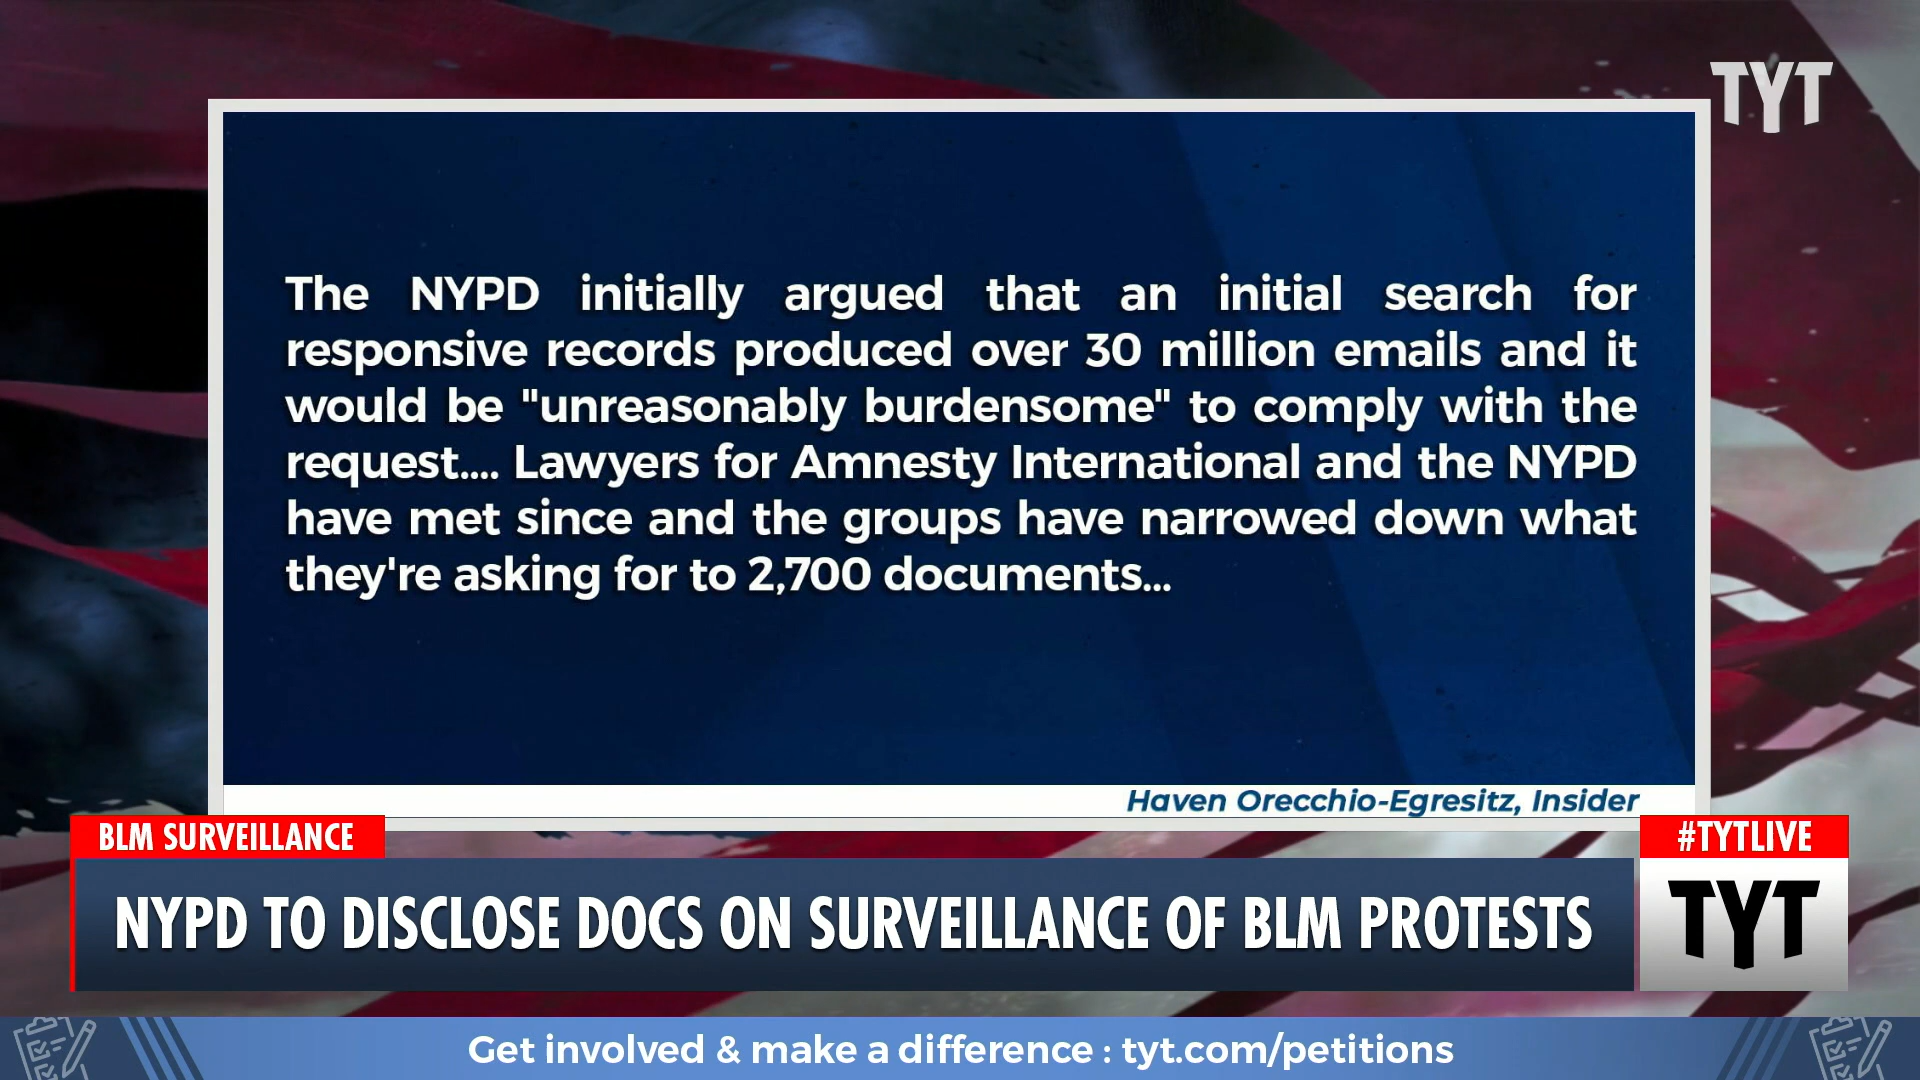 TYT
The NYPD initially argued that an initial search for
responsive records produced over 30 million emails and it
would be "unreasonably burdensome" to comply with the
request.... Lawyers for Amnesty International and the NYPD
have met since and the groups have narrowed down what
they're asking for to 2,700 documents...
Haven Orecchio-Egresitz, Insider
BLM SURVEILLANCE
#TYTLIVE
NYPD TO DISCLOSE DOCS ON SURVEILLANCE OF BLM PROTESTS
TYT
Get involved & make a difference : tyt.com/petitions